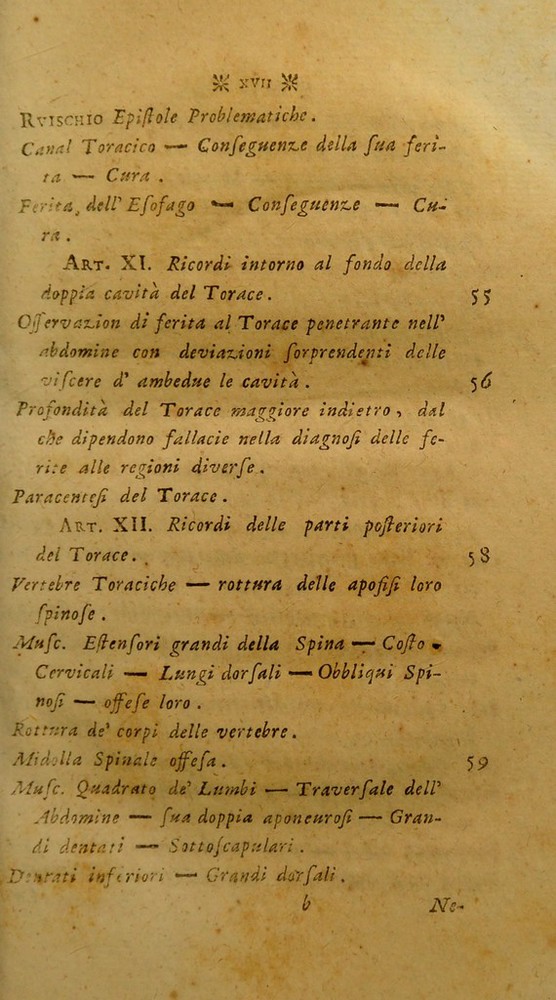 ※ XVII ※
RVISCHIO Epiſtole Problematiche.
Canal Toracico — Conſeguenze della ſua feri-
ta — Cura .
Ferita dell' Eſofago — Conſeguenze — Cu-
ra .
ART. XI. Ricordi intorno al fondo della
doppia cavità del Torace . 55
Oſſervazion di ferita al Torace penetrante nell'
abdomine con deviazioni ſorprendenti delle
viſcere d' ambedue le cavità . 56
Profondità del Torace maggiore indietro , dal
che dipendono fallacie nella diagnoſi delle fe-
rite alle regioni diverſe .
Paracenteſi del Torace .
ART. XII. Ricordi delle parti poſteriori
del Torace . 58
Vertebre Toraciche — rottura delle apofiſi loro
ſpinoſe .
Muſc. Eſtenſori grandi della Spina — Coſto -
Cervicali — Lungi dorſali — Obbliqui Spi-
noſi — offeſe loro .
Rottura de' corpi delle vertebre .
Midolla Spinale offeſa . 59
Muſc. Quadrato de' Lumbi — Traverſale dell'
Abdomine — ſua doppia aponeuroſi — Gran-
di dentati — Sottoſcapulari .
Dentati inferiori — Grandi dorſali .
b Ne-